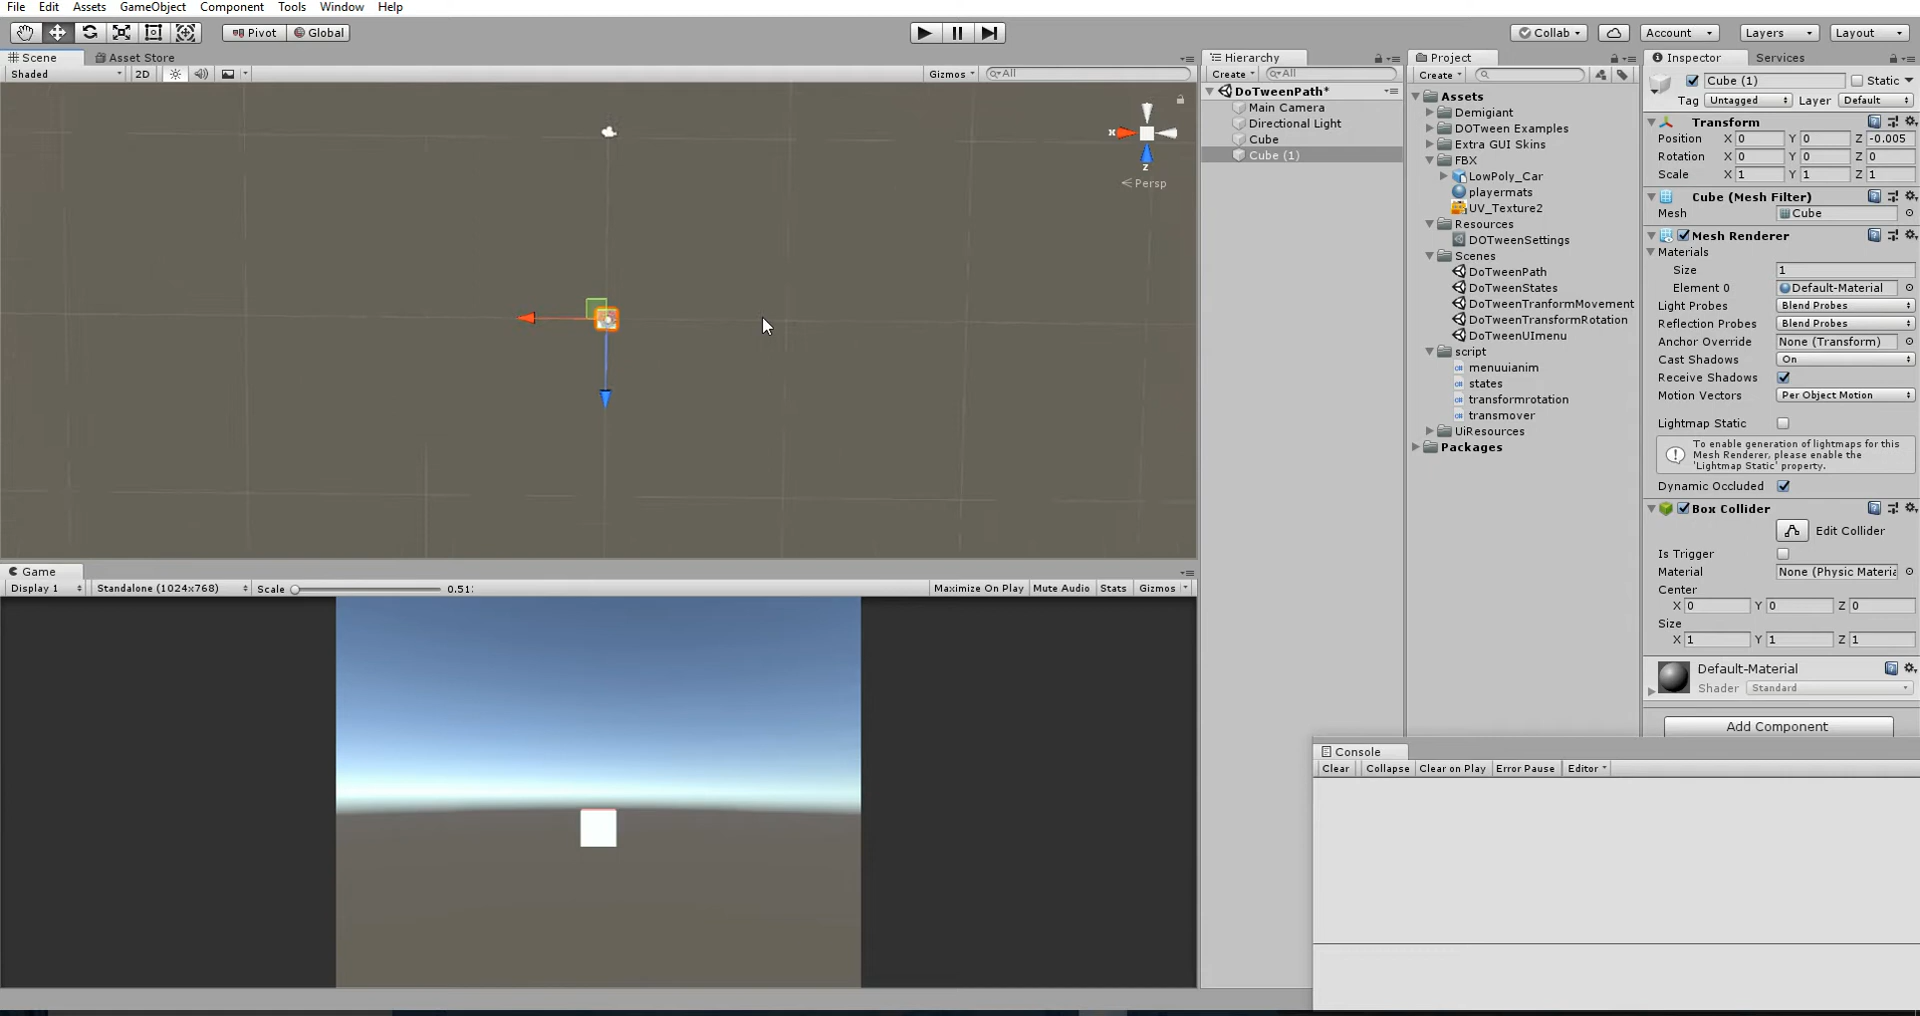 File Edit Assets GameObject Component Tools Window Help
Pivot Global Collab Account Layers Layout
Scene Asset Store
Shaded 2D Gizmos All
x
z
Persp
Game
Display 1 Standalone (1024x768) Scale 0.51: Maximize On Play Mute Audio Stats Gizmos
Hierarchy
Create All
DoTweenPath*
Main Camera
Directional Light
Cube
Cube (1)
Project
Create
Assets
Demigiant
DOTween Examples
Extra GUI Skins
FBX
LowPoly_Car
playermats
UV_Texture2
Resources
DOTweenSettings
Scenes
DoTweenPath
DoTweenStates
DoTweenTranformMovement
DoTweenTransformRotation
DoTweenUImenu
script
menuuianim
states
transformrotation
transmover
UiResources
Packages
Inspector Services
Cube (1) Static
Tag Untagged Layer Default
Transform
Position X 0 Y 0 Z -0.005
Rotation X 0 Y 0 Z 0
Scale X 1 Y 1 Z 1
Cube (Mesh Filter)
Mesh Cube
Mesh Renderer
Materials
Size 1
Element 0 Default-Material
Light Probes Blend Probes
Reflection Probes Blend Probes
Anchor Override None (Transform)
Cast Shadows On
Receive Shadows
Motion Vectors Per Object Motion
Lightmap Static
To enable generation of lightmaps for this
Mesh Renderer, please enable the
'Lightmap Static' property.
Dynamic Occluded
Box Collider
Edit Collider
Is Trigger
Material None (Physic Materia
Center
X 0 Y 0 Z 0
Size
X 1 Y 1 Z 1
Default-Material
Shader Standard
Add Component
Console
Clear Collapse Clear on Play Error Pause Editor